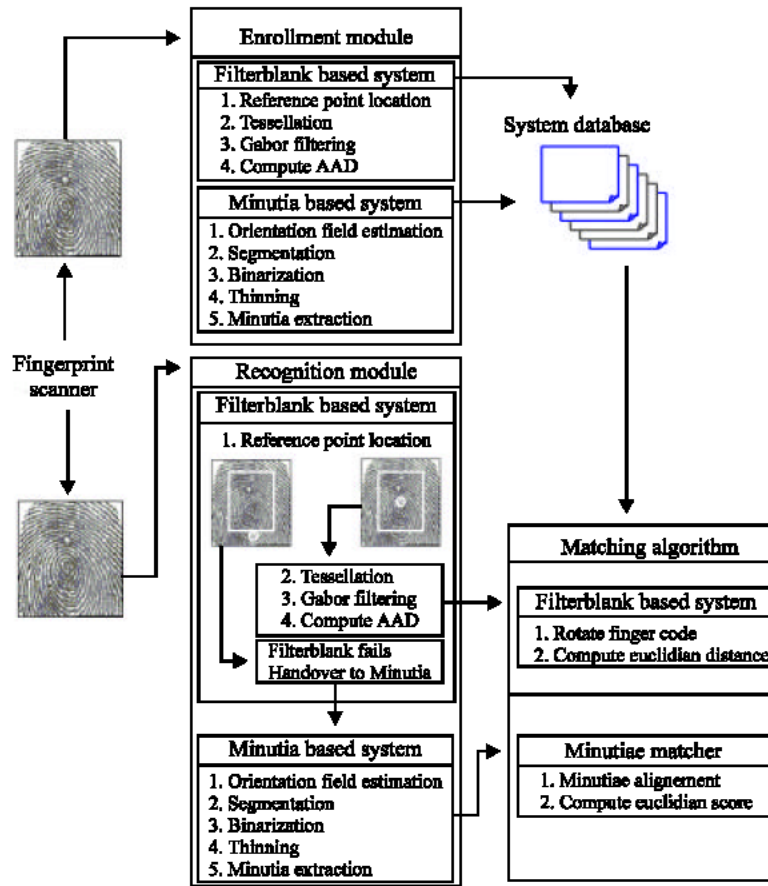 Enrollment module
Filterblank based system
1. Reference point location
2. Tessellation
3. Gabor filtering
4. Compute AAD
Minutia based system
1. Orientation field estimation
2. Segmentation
3. Binarization
4. Thinning
5. Minutia extraction
System database
Fingerprint
scanner
Recognition module
Filterblank based system
1. Reference point location
2. Tessellation
3. Gabor filtering
4. Compute AAD
Filterblank fails
Handover to Minutia
Minutia based system
1. Orientation field estimation
2. Segmentation
3. Binarization
4. Thinning
5. Minutia extraction
Matching algorithm
Filterblank based system
1. Rotate finger code
2. Compute euclidian distance
Minutiae matcher
1. Minutiae alignement
2. Compute euclidian score